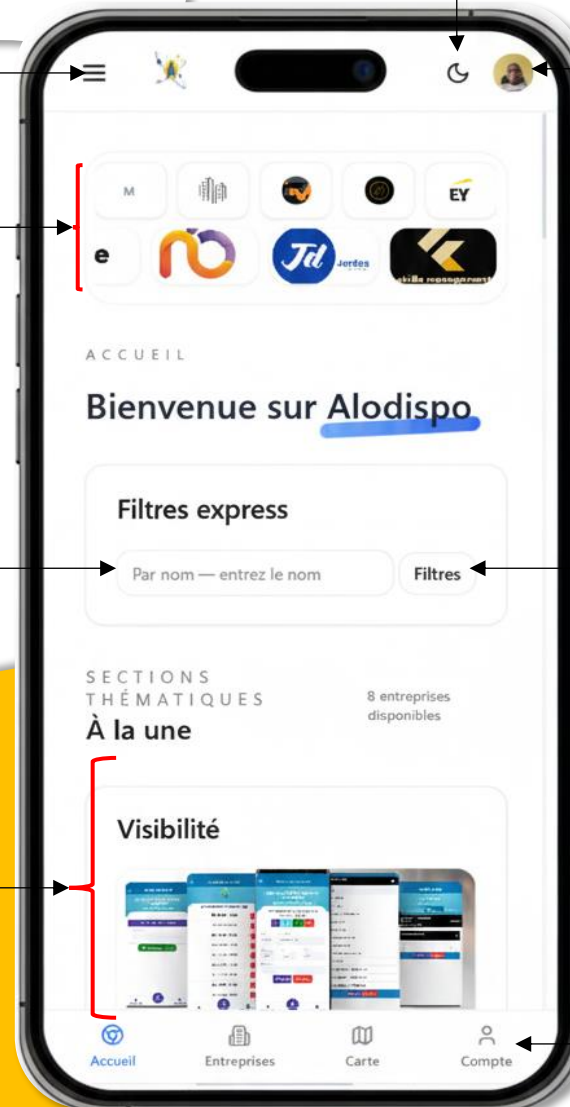 M
EY
e
Jd Jerdes
ACCUEIL
Bienvenue sur Alodispo
Filtres express
Par nom — entrez le nom
Filtres
SECTIONS
THÉMATIQUES
8 entreprises
disponibles
À la une
Visibilité
Accueil
Entreprises
Carte
Compte